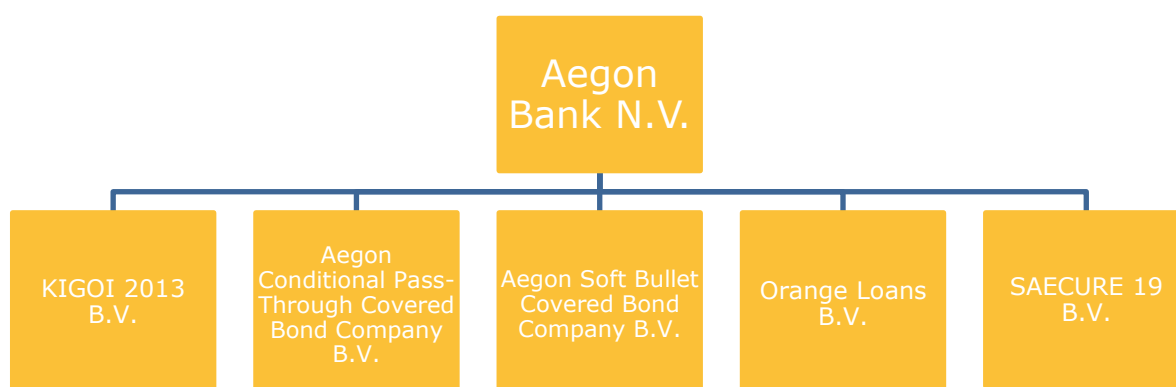 Aegon
Bank N.V.
KIGOI 2013
B.V.
Aegon
Conditional Pass-
Through Covered
Bond Company
B.V.
Aegon Soft Bullet
Covered Bond
Company B.V.
Orange Loans
B.V.
SAECURE 19
B.V.